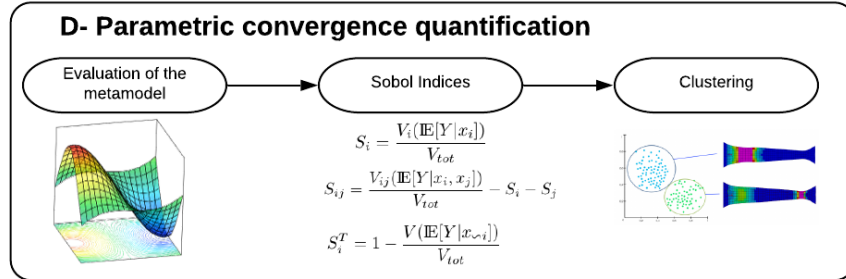 D- Parametric convergence quantification
Evaluation of the
metamodel
Sobol Indices
Clustering
S_i = V_i(𝔼[Y|x_i]) / V_tot
S_ij = V_ij(𝔼[Y|x_i, x_j]) / V_tot − S_i − S_j
S_i^T = 1 − V(𝔼[Y|x_∽i]) / V_tot